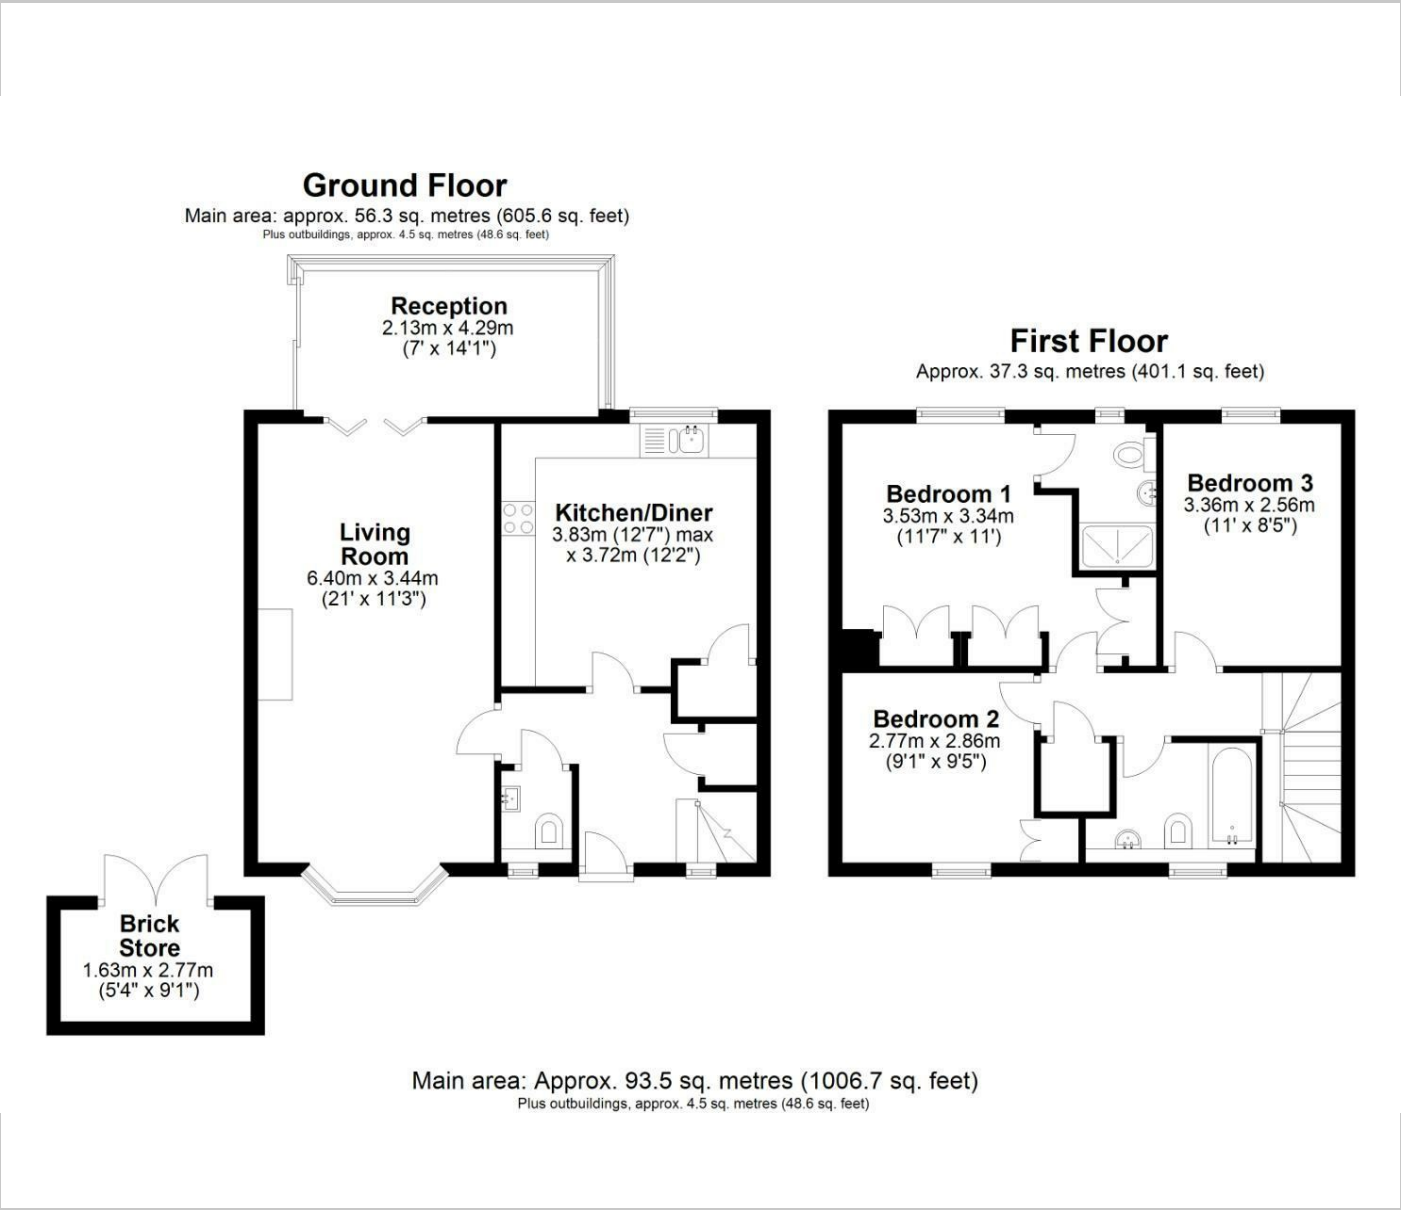 Ground Floor
Main area: approx. 56.3 sq. metres (605.6 sq. feet)
Plus outbuildings, approx. 4.5 sq. metres (48.6 sq. feet)
Reception
2.13m x 4.29m
(7' x 14'1")
Living
Room
6.40m x 3.44m
(21' x 11'3")
Kitchen/Diner
3.83m (12'7") max
x 3.72m (12'2")
Brick
Store
1.63m x 2.77m
(5'4" x 9'1")
First Floor
Approx. 37.3 sq. metres (401.1 sq. feet)
Bedroom 1
3.53m x 3.34m
(11'7" x 11')
Bedroom 3
3.36m x 2.56m
(11' x 8'5")
Bedroom 2
2.77m x 2.86m
(9'1" x 9'5")
Main area: Approx. 93.5 sq. metres (1006.7 sq. feet)
Plus outbuildings, approx. 4.5 sq. metres (48.6 sq. feet)